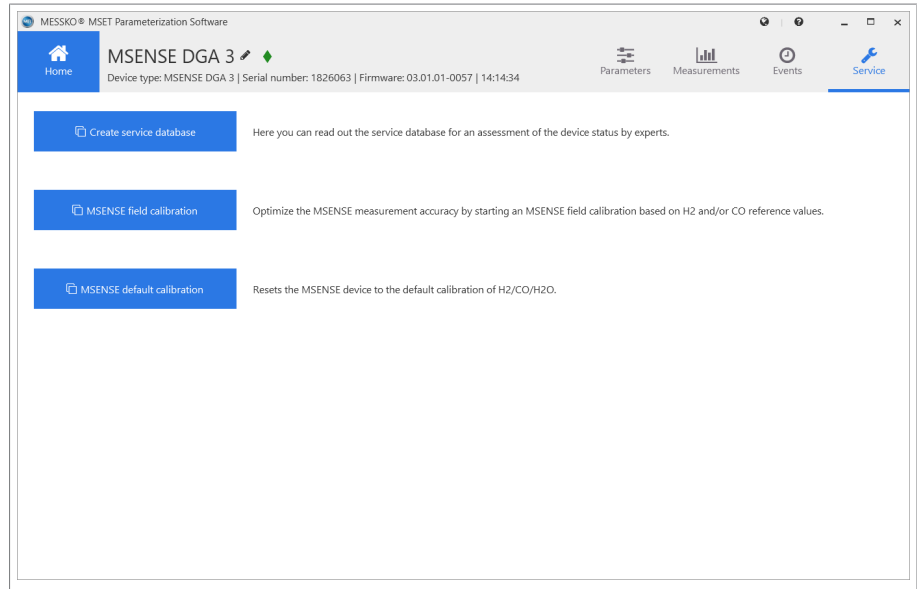 MESSKO® MSET Parameterization Software
Home
MSENSE DGA 3
Device type: MSENSE DGA 3 | Serial number: 1826063 | Firmware: 03.01.01-0057 | 14:14:34
Parameters
Measurements
Events
Service
Create service database
Here you can read out the service database for an assessment of the device status by experts.
MSENSE field calibration
Optimize the MSENSE measurement accuracy by starting an MSENSE field calibration based on H2 and/or CO reference values.
MSENSE default calibration
Resets the MSENSE device to the default calibration of H2/CO/H2O.